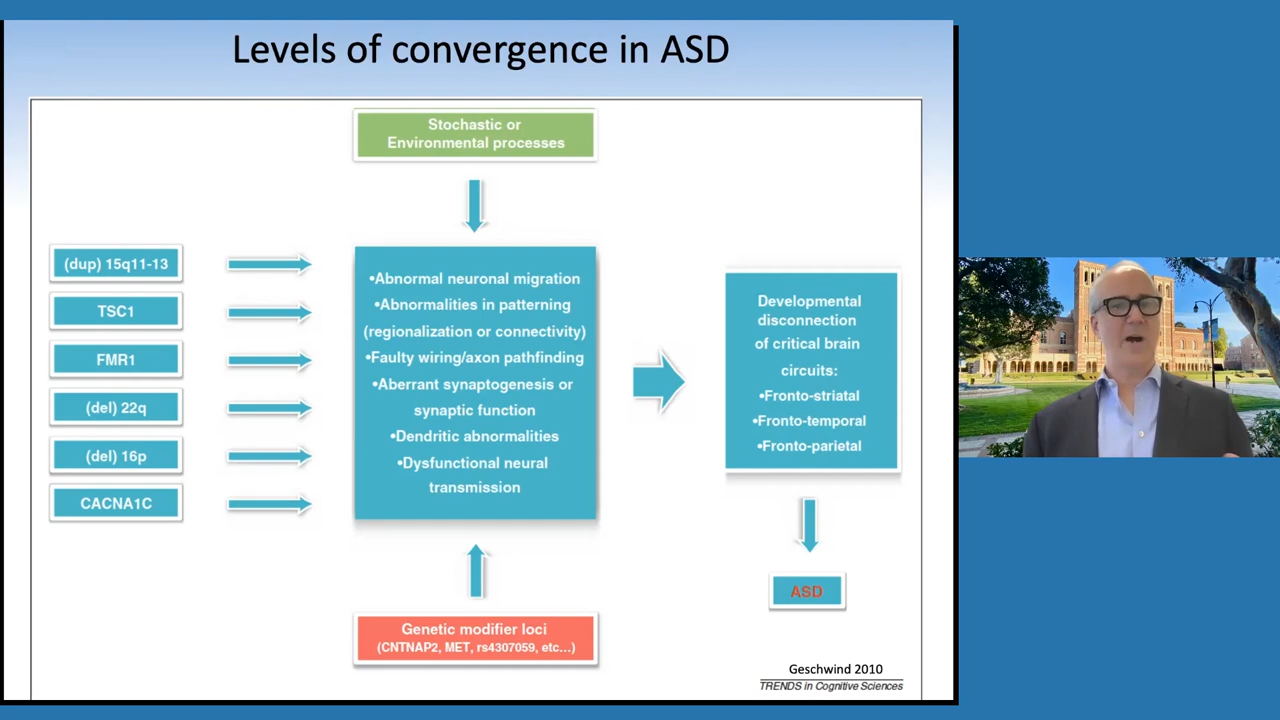 Levels of convergence in ASD
Stochastic or
Environmental processes
(dup) 15q11-13
TSC1
FMR1
(del) 22q
(del) 16p
CACNA1C
•Abnormal neuronal migration
•Abnormalities in patterning
(regionalization or connectivity)
•Faulty wiring/axon pathfinding
•Aberrant synaptogenesis or
synaptic function
•Dendritic abnormalities
•Dysfunctional neural
transmission
Developmental
disconnection
of critical brain
circuits:
•Fronto-striatal
•Fronto-temporal
•Fronto-parietal
ASD
Genetic modifier loci
(CNTNAP2, MET, rs4307059, etc...)
Geschwind 2010
TRENDS in Cognitive Sciences